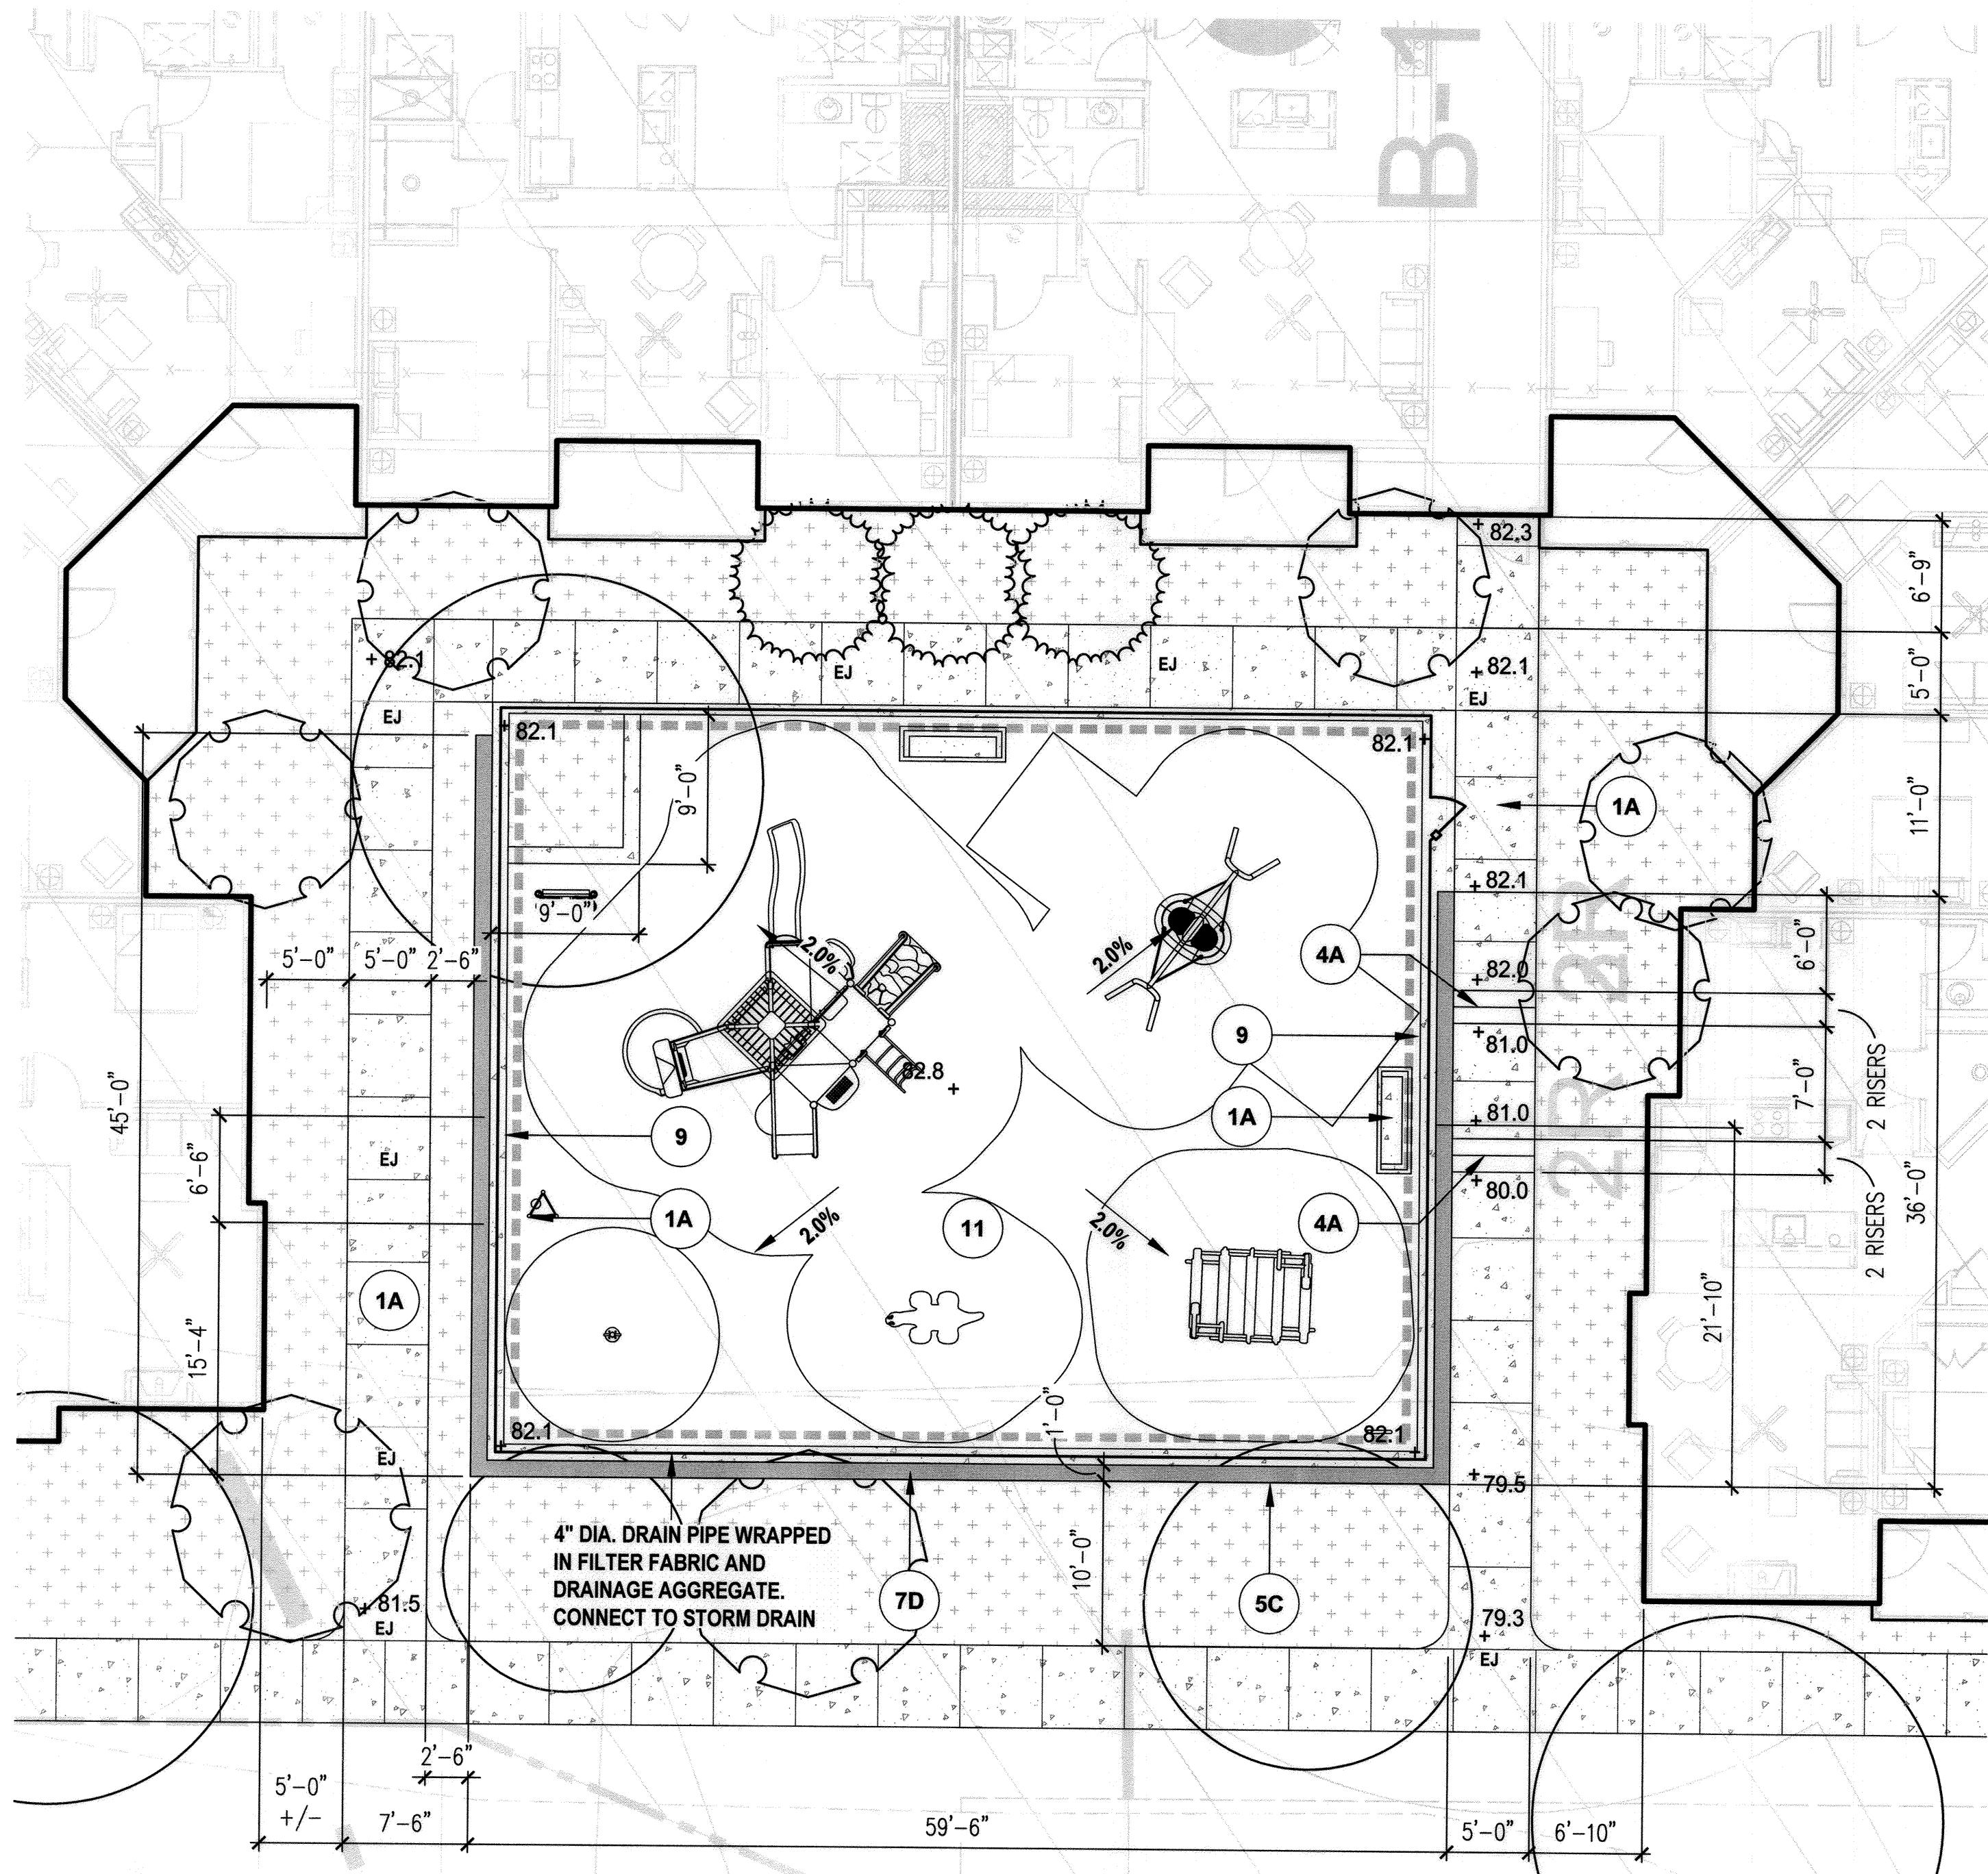 B-1
82.3
6'-9"
82.1
EJ
EJ
82.1
EJ
5'-0"
EJ
82.1
82.1
9'-0"
1A
11'-0"
82.1
9'-0"
2.0%
2.0%
4A
5'-0"
5'-0"
2'-6"
82.0
6'-0"
2R 3R
9
81.0
82.8
45'-0"
2 RISERS
7'-0"
1A
81.0
9
EJ
6'-6"
80.0
1A
2.0%
11
2.0%
4A
36'-0"
2 RISERS
1A
15'-4"
21'-10"
1'-0"
82.1
82.1
EJ
79.5
4" DIA. DRAIN PIPE WRAPPED
IN FILTER FABRIC AND
DRAINAGE AGGREGATE.
CONNECT TO STORM DRAIN
10'-0"
7D
5C
81.5
EJ
79.3
EJ
2'-6"
5'-0"
+/-
7'-6"
59'-6"
5'-0"
6'-10"